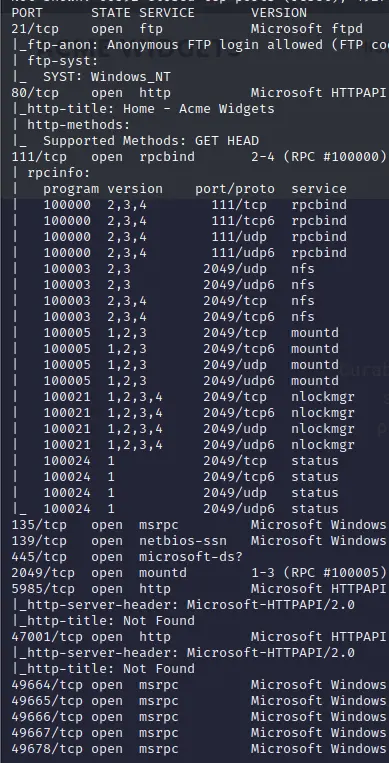 PORT STATE SERVICE VERSION
21/tcp open ftp Microsoft ftpd
|_ftp-anon: Anonymous FTP login allowed (FTP co
| ftp-syst:
|_ SYST: Windows_NT
80/tcp open http Microsoft HTTPAPI
|_http-title: Home - Acme Widgets
| http-methods:
|_ Supported Methods: GET HEAD
111/tcp open rpcbind 2-4 (RPC #100000)
| rpcinfo:
| program version port/proto service
| 100000 2,3,4 111/tcp rpcbind
| 100000 2,3,4 111/tcp6 rpcbind
| 100000 2,3,4 111/udp rpcbind
| 100000 2,3,4 111/udp6 rpcbind
| 100003 2,3 2049/udp nfs
| 100003 2,3 2049/udp6 nfs
| 100003 2,3,4 2049/tcp nfs
| 100003 2,3,4 2049/tcp6 nfs
| 100005 1,2,3 2049/tcp mountd
| 100005 1,2,3 2049/tcp6 mountd
| 100005 1,2,3 2049/udp mountd
| 100005 1,2,3 2049/udp6 mountd
| 100021 1,2,3,4 2049/tcp nlockmgr
| 100021 1,2,3,4 2049/tcp6 nlockmgr
| 100021 1,2,3,4 2049/udp nlockmgr
| 100021 1,2,3,4 2049/udp6 nlockmgr
| 100024 1 2049/tcp status
| 100024 1 2049/tcp6 status
| 100024 1 2049/udp status
|_ 100024 1 2049/udp6 status
135/tcp open msrpc Microsoft Windows
139/tcp open netbios-ssn Microsoft Windows
445/tcp open microsoft-ds?
2049/tcp open mountd 1-3 (RPC #100005)
5985/tcp open http Microsoft HTTPAPI
|_http-server-header: Microsoft-HTTPAPI/2.0
|_http-title: Not Found
47001/tcp open http Microsoft HTTPAPI
|_http-server-header: Microsoft-HTTPAPI/2.0
|_http-title: Not Found
49664/tcp open msrpc Microsoft Windows
49665/tcp open msrpc Microsoft Windows
49666/tcp open msrpc Microsoft Windows
49667/tcp open msrpc Microsoft Windows
49678/tcp open msrpc Microsoft Windows